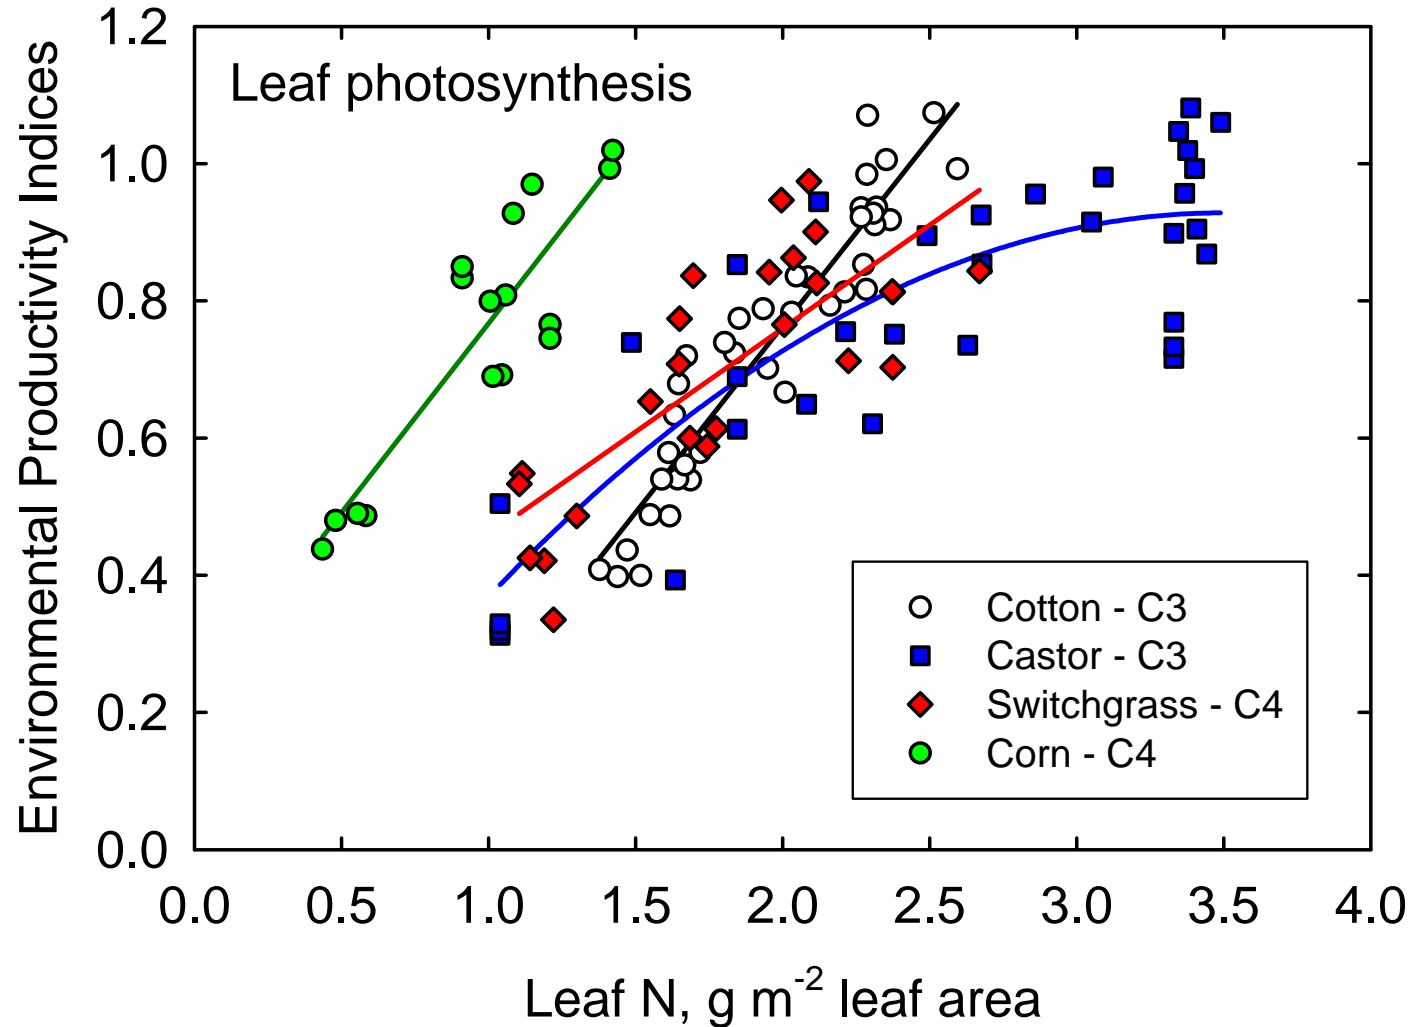 Leaf photosynthesis
Environmental Productivity Indices
1.2
1.0
0.8
0.6
0.4
0.2
0.0
Cotton - C3
Castor - C3
Switchgrass - C4
Corn - C4
0.0 0.5 1.0 1.5 2.0 2.5 3.0 3.5 4.0
Leaf N, g m⁻² leaf area